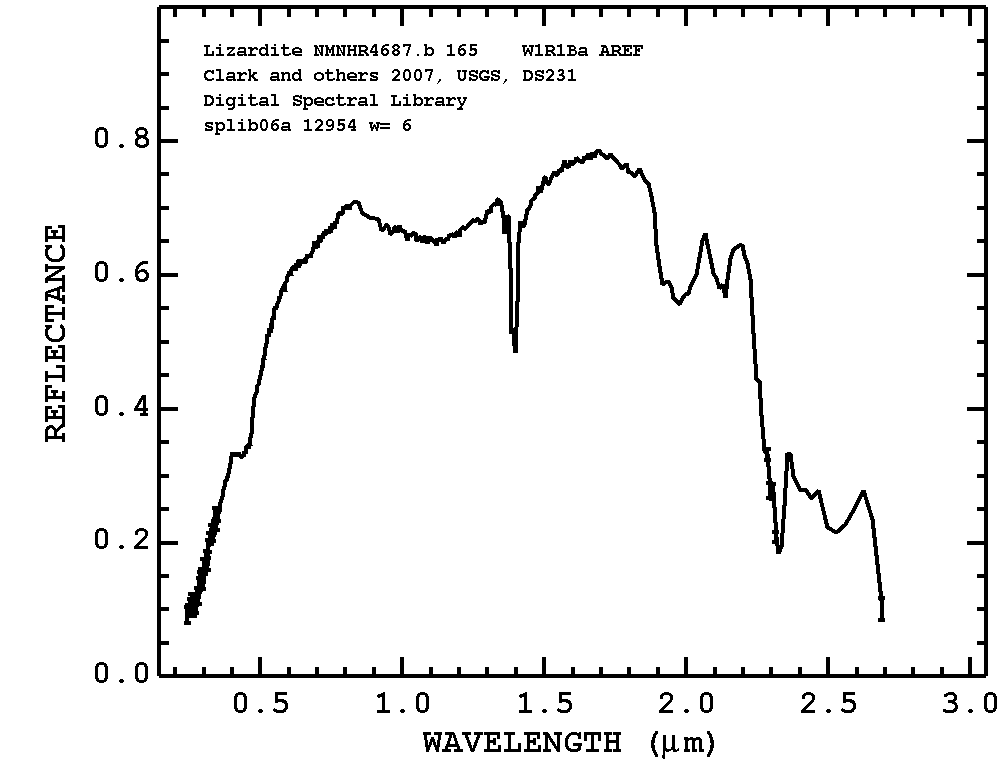 Lizardite NMNHR4687.b 165 W1R1Ba AREF
Clark and others 2007, USGS, DS231
Digital Spectral Library
splib06a 12954 w= 6
REFLECTANCE
0.8
0.6
0.4
0.2
0.0
0.5 1.0 1.5 2.0 2.5 3.0
WAVELENGTH (μm)